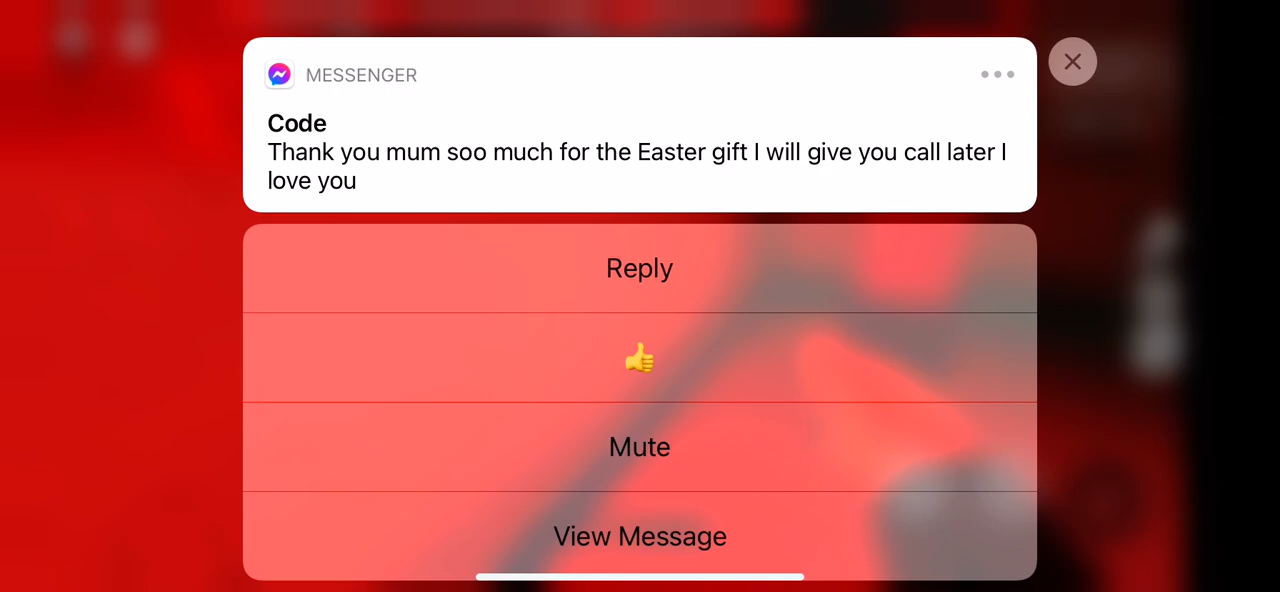 MESSENGER
Code
Thank you mum soo much for the Easter gift I will give you call later I
love you
Reply
👍
Mute
View Message